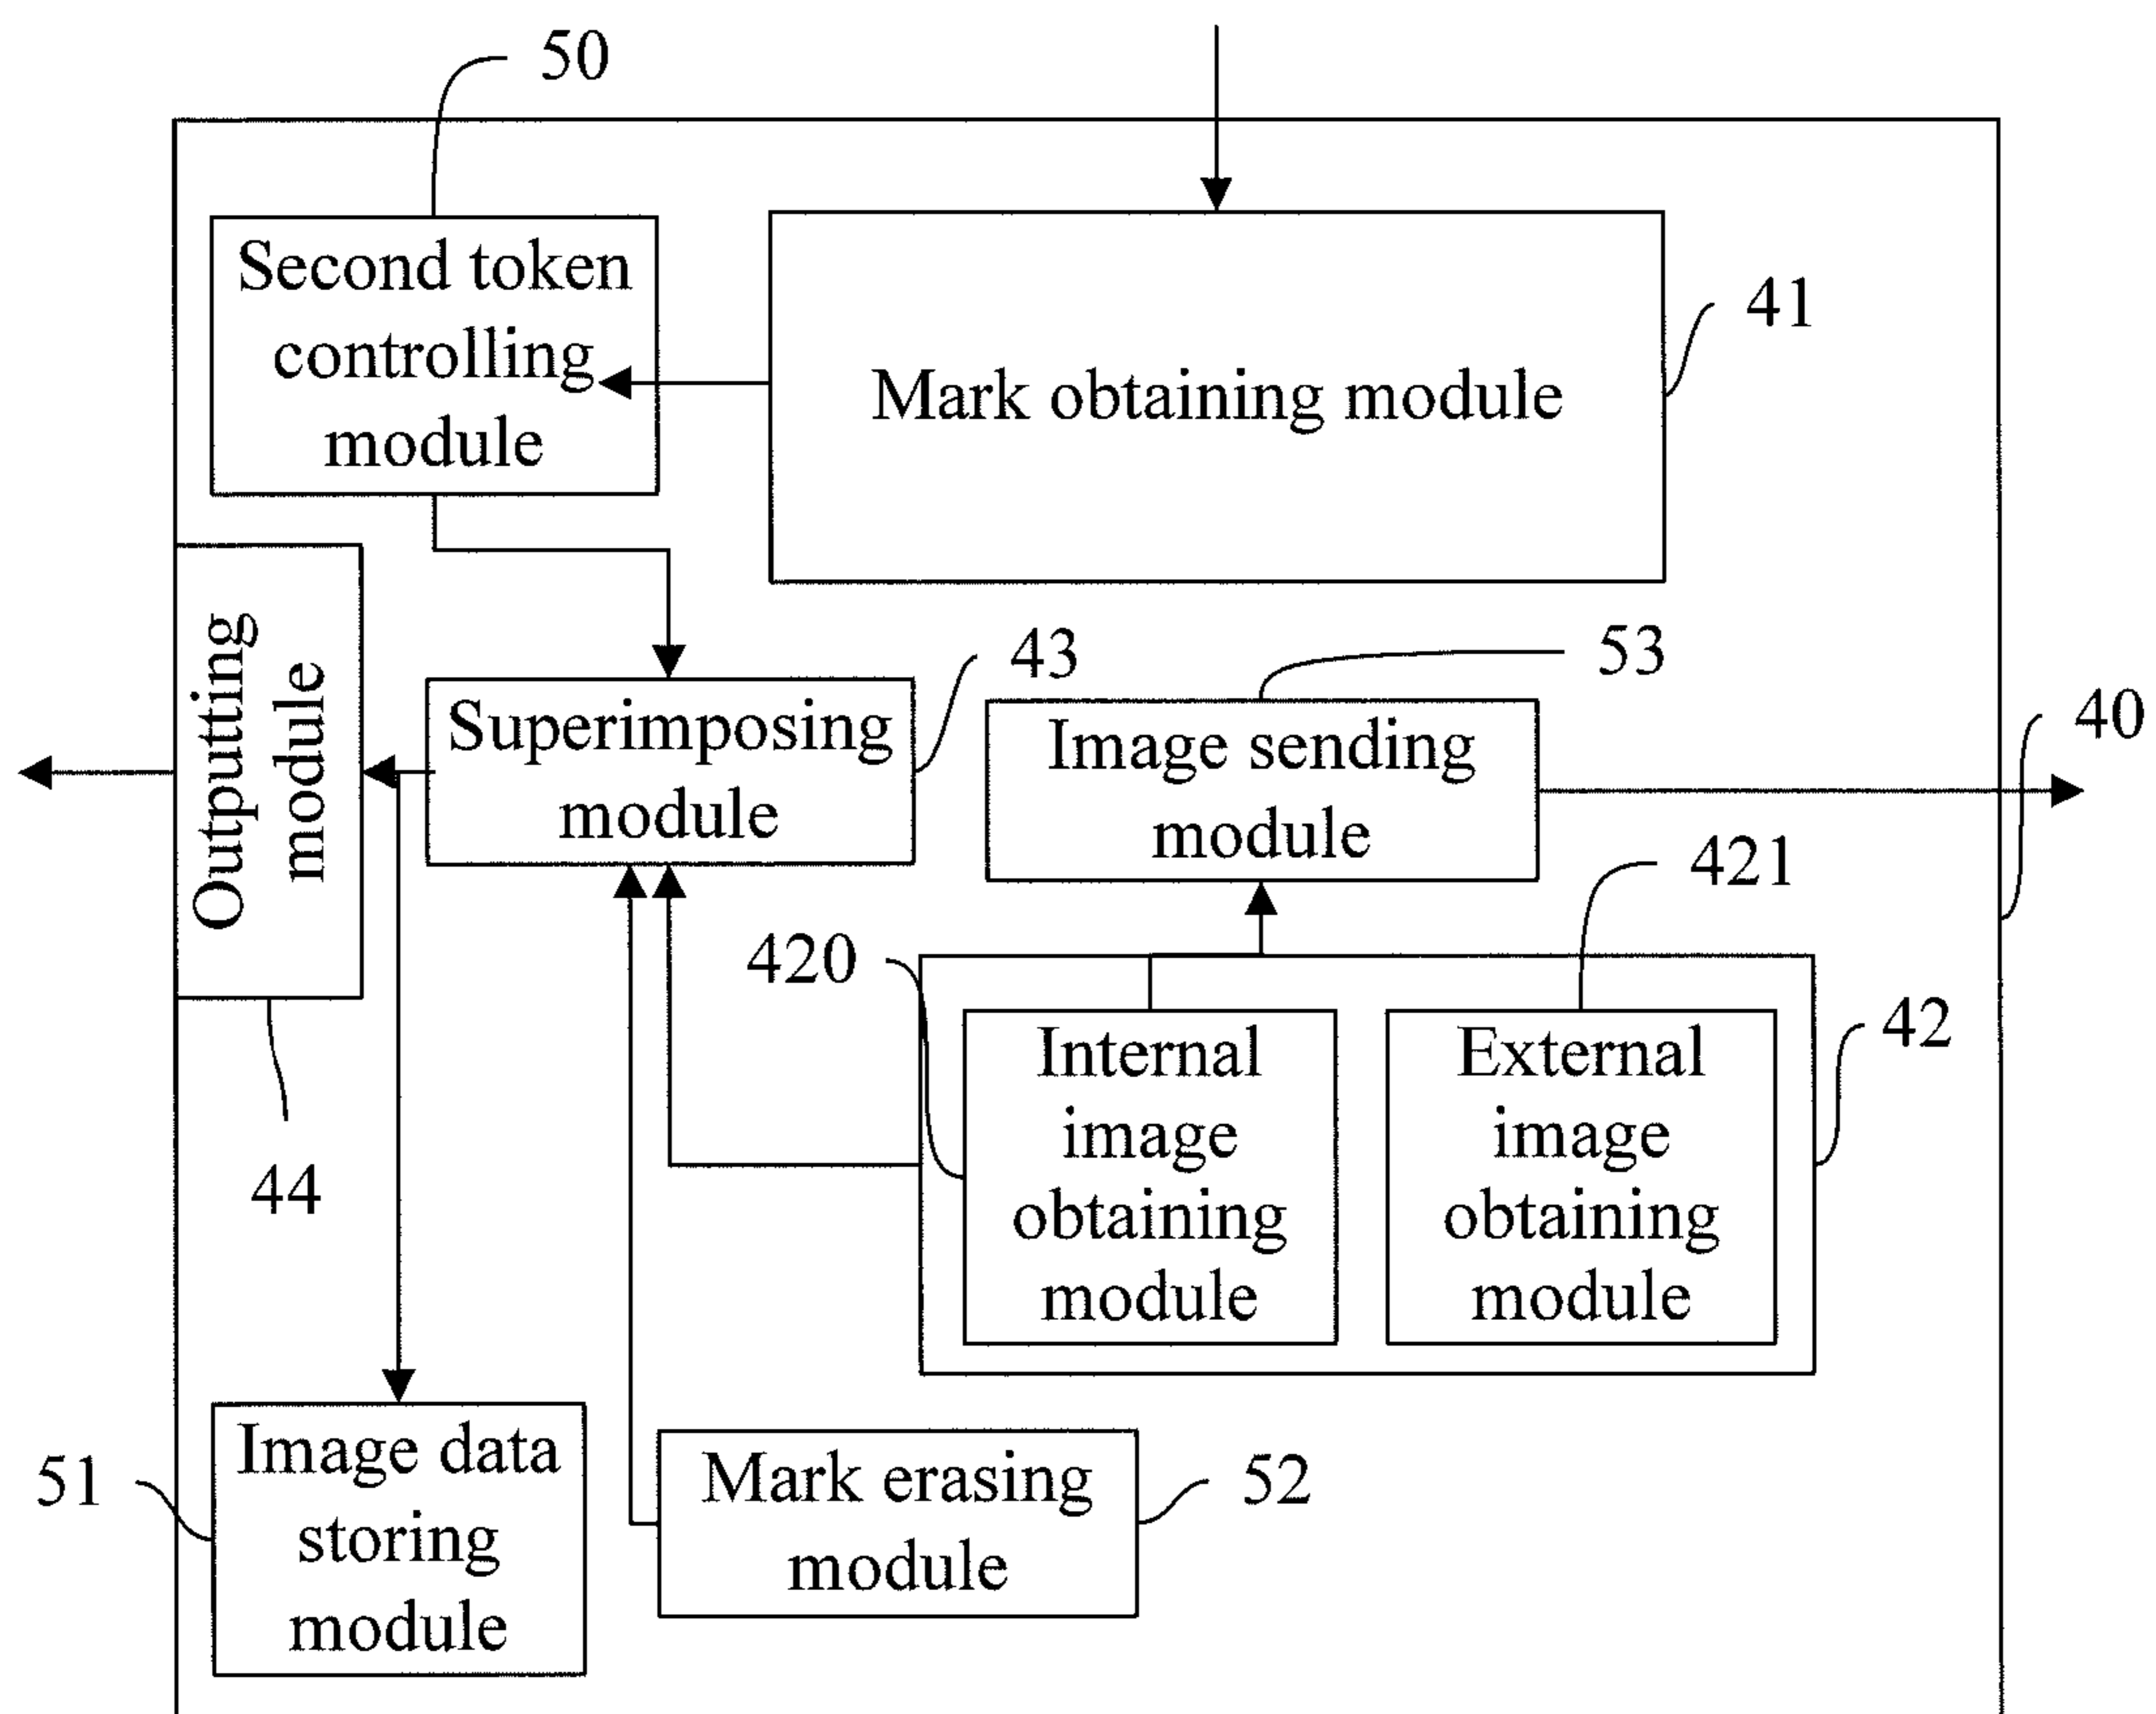 50
Second token
controlling
module
Mark obtaining module
41
Outputting
module
44
Superimposing
module
43
Image sending
module
53
40
420
421
Internal
image
obtaining
module
External
image
obtaining
module
42
51
Image data
storing
module
Mark erasing
module
52